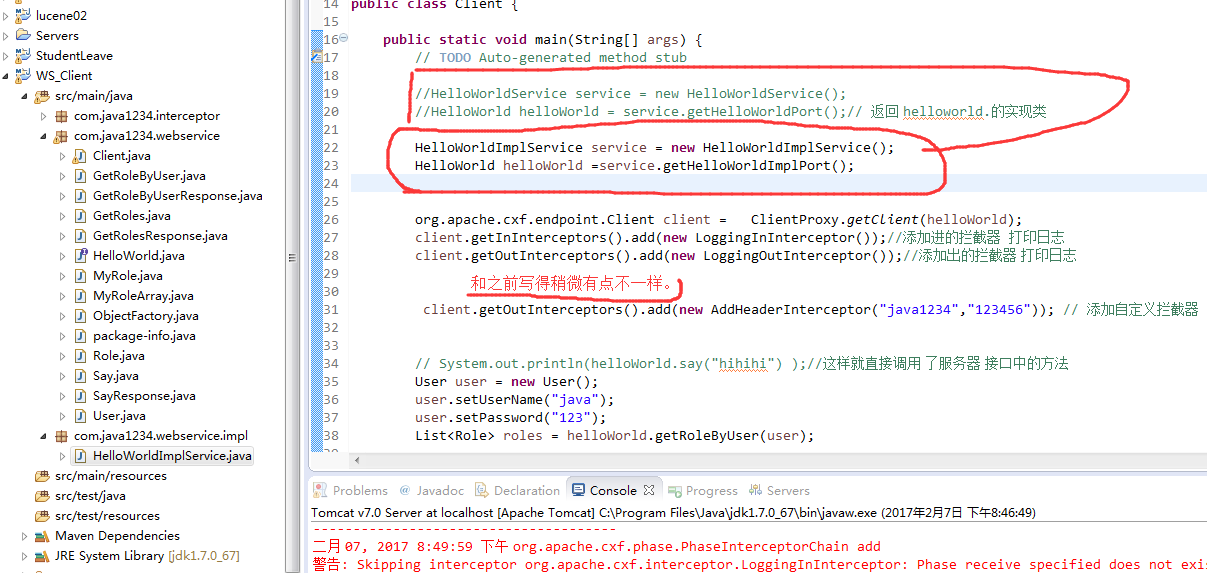 lucene02
Servers
StudentLeave
WS_Client
src/main/java
com.java1234.interceptor
com.java1234.webservice
Client.java
GetRoleByUser.java
GetRoleByUserResponse.java
GetRoles.java
GetRolesResponse.java
HelloWorld.java
MyRole.java
MyRoleArray.java
ObjectFactory.java
package-info.java
Role.java
Say.java
SayResponse.java
User.java
com.java1234.webservice.impl
HelloWorldImplService.java
src/main/resources
src/test/java
src/test/resources
Maven Dependencies
JRE System Library [jdk1.7.0_67]
14 public class Client {
15
16 public static void main(String[] args) {
17 // TODO Auto-generated method stub
18
19 //HelloWorldService service = new HelloWorldService();
20 //HelloWorld helloWorld = service.getHelloWorldPort();// 返回 helloworld.的实现类
21
22 HelloWorldImplService service = new HelloWorldImplService();
23 HelloWorld helloWorld =service.getHelloWorldImplPort();
24
25
26 org.apache.cxf.endpoint.Client client = ClientProxy.getClient(helloWorld);
27 client.getInInterceptors().add(new LoggingInInterceptor());//添加进的拦截器 打印日志
28 client.getOutInterceptors().add(new LoggingOutInterceptor());//添加出的拦截器 打印日志
29
和之前写得稍微有点不一样。
30
31 client.getOutInterceptors().add(new AddHeaderInterceptor("java1234","123456")); // 添加自定义拦截器
32
33
34 // System.out.println(helloWorld.say("hihihi") );//这样就直接调用 了服务器 接口中的方法
35 User user = new User();
36 user.setUserName("java");
37 user.setPassword("123");
38 List<Role> roles = helloWorld.getRoleByUser(user);
Problems @ Javadoc Declaration Console Progress Servers
Tomcat v7.0 Server at localhost [Apache Tomcat] C:\Program Files\Java\jdk1.7.0_67\bin\javaw.exe (2017年2月7日 下午8:46:49)
--------------------------------------
二月 07, 2017 8:49:59 下午 org.apache.cxf.phase.PhaseInterceptorChain add
警告: Skipping interceptor org.apache.cxf.interceptor.LoggingInInterceptor: Phase receive specified does not exis